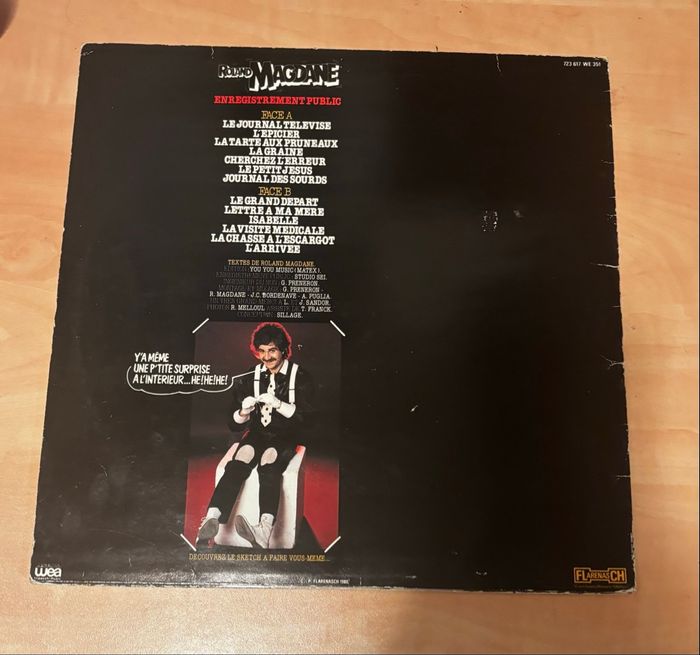 ROLAND MAGDANE
723 617 WE 351
ENREGISTREMENT PUBLIC
FACE A
LE JOURNAL TELEVISE
L'EPICIER
LA TARTE AUX PRUNEAUX
LA GRAINE
CHERCHEZ L'ERREUR
LE PETIT JESUS
JOURNAL DES SOURDS
FACE B
LE GRAND DEPART
LETTRE A MA MERE
ISABELLE
LA VISITE MEDICALE
LA CHASSE A L'ESCARGOT
L'ARRIVEE
TEXTES DE ROLAND MAGDANE.
YOU YOU MUSIC (MATEX).
STUDIO SEI.
G. PRENERON.
G. PRENERON -
R. MAGDANE - J.C. BORDENAVE - A. PUGLIA.
L. ET J. SANDOR.
R. MELLOUL T. FRANCK.
SILLAGE.
Y'A MÊME
UNE P'TITE SURPRISE
A L'INTERIEUR...HE!HE!HE!
DECOUVREZ LE SKETCH A FAIRE VOUS-MEME...
wea
FLARENASCH